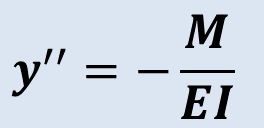 y'' = - M/EI